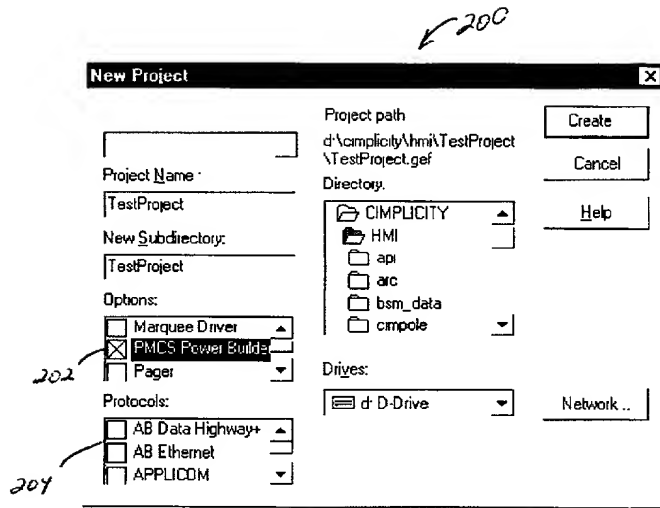 200
New Project
Project Name :
TestProject
New Subdirectory:
TestProject
Options:
Marquee Driver
PMCS Power Builde
Pager
202
Protocols:
AB Data Highway+
AB Ethernet
APPLICOM
204
Project path
d:\cimplicity\hmi\TestProject
\TestProject.gef
Directory.
CIMPLICITY
HMI
api
arc
bsm_data
cimpole
Drives:
d: D-Drive
Create
Cancel
Help
Network ..